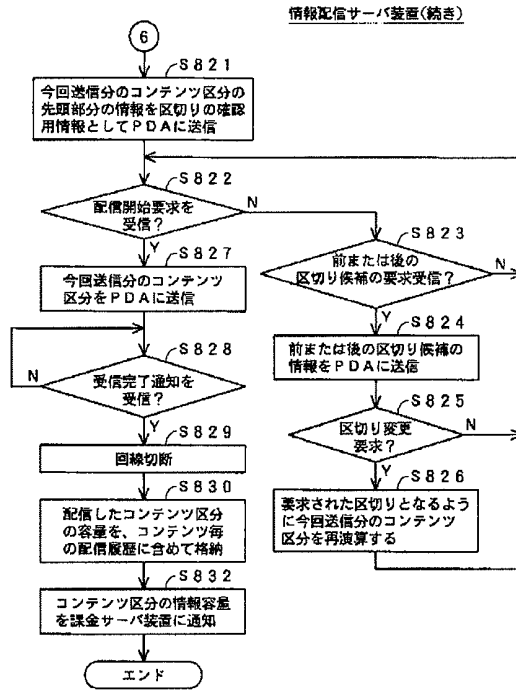 情報配信サーバ装置(続き)
6
S821
今回送信分のコンテンツ区分の
先頭部分の情報を区切りの確認
用情報としてPDAに送信
S822
配信開始要求を
受信?
N
Y
S823
前または後の
区切り候補の要求受信?
N
Y
S827
今回送信分のコンテンツ
区分をPDAに送信
S824
前または後の区切り候補の
情報をPDAに送信
S828
受信完了通知を
受信?
N
Y
S825
区切り変更
要求?
N
Y
S829
回線切断
S826
要求された区切りとなるよう
に今回送信分のコンテンツ
区分を再演算する
S830
配信したコンテンツ区分
の容量を、コンテンツ毎
の配信履歴に含めて格納
S832
コンテンツ区分の情報容量
を課金サーバ装置に通知
エンド